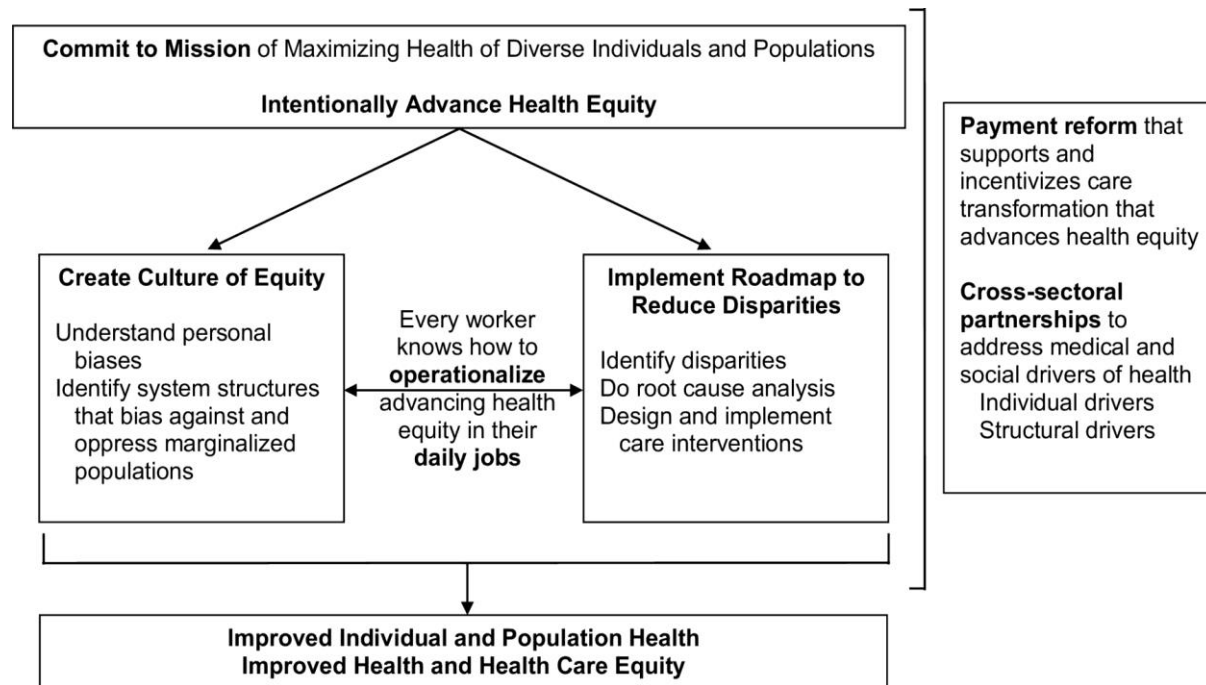 Commit to Mission of Maximizing Health of Diverse Individuals and Populations
Intentionally Advance Health Equity
Create Culture of Equity
Understand personal
biases
Identify system structures
that bias against and
oppress marginalized
populations
Every worker
knows how to
operationalize
advancing health
equity in their
daily jobs
Implement Roadmap to
Reduce Disparities
Identify disparities
Do root cause analysis
Design and implement
care interventions
Improved Individual and Population Health
Improved Health and Health Care Equity
Payment reform that
supports and
incentivizes care
transformation that
advances health equity
Cross-sectoral
partnerships to
address medical and
social drivers of health
Individual drivers
Structural drivers